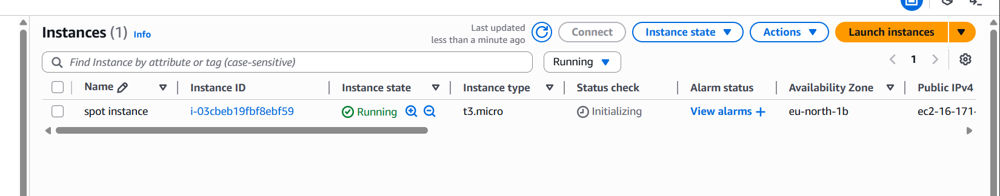 Instances (1) Info
Last updated
less than a minute ago
Connect
Instance state
Actions
Launch instances
Find Instance by attribute or tag (case-sensitive)
Running
1
Name Instance ID Instance state Instance type Status check Alarm status Availability Zone Public IPv4
spot instance i-03cbeb19fbf8ebf59 Running t3.micro Initializing View alarms + eu-north-1b ec2-16-171-